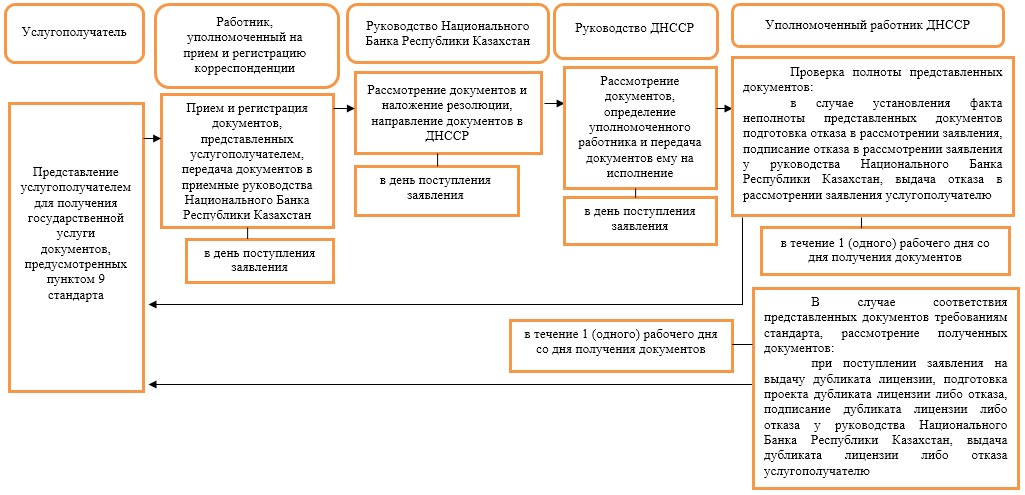 Услугополучатель
Работник,
уполномоченный на
прием и регистрацию
корреспонденции
Руководство Национального
Банка Республики Казахстан
Руководство ДНССР
Уполномоченный работник ДНССР
Представление
услугополучателем
для получения
государственной
услуги
документов,
предусмотренных
пунктом 9
стандарта
Прием и регистрация
документов,
представленных
услугополучателем,
передача документов в
приемные руководства
Национального Банка
Республики Казахстан
в день поступления
заявления
Рассмотрение документов и
наложение резолюции,
направление документов в
ДНССР
в день поступления
заявления
Рассмотрение
документов,
определение
уполномоченного
работника и передача
документов ему на
исполнение
в день поступления
заявления
Проверка полноты представленных
документов:
в случае установления факта
неполноты представленных документов
подготовка отказа в рассмотрении заявления,
подписание отказа в рассмотрении заявления
у руководства Национального Банка
Республики Казахстан, выдача отказа в
рассмотрении заявления услугополучателю
в течение 1 (одного) рабочего дня со
дня получения документов
в течение 1 (одного) рабочего дня
со дня получения документов
В случае соответствия
представленных документов требованиям
стандарта, рассмотрение полученных
документов:
при поступлении заявления на
выдачу дубликата лицензии, подготовка
проекта дубликата лицензии либо отказа,
подписание дубликата лицензии либо
отказа у руководства Национального
Банка Республики Казахстан, выдача
дубликата лицензии либо отказа
услугополучателю